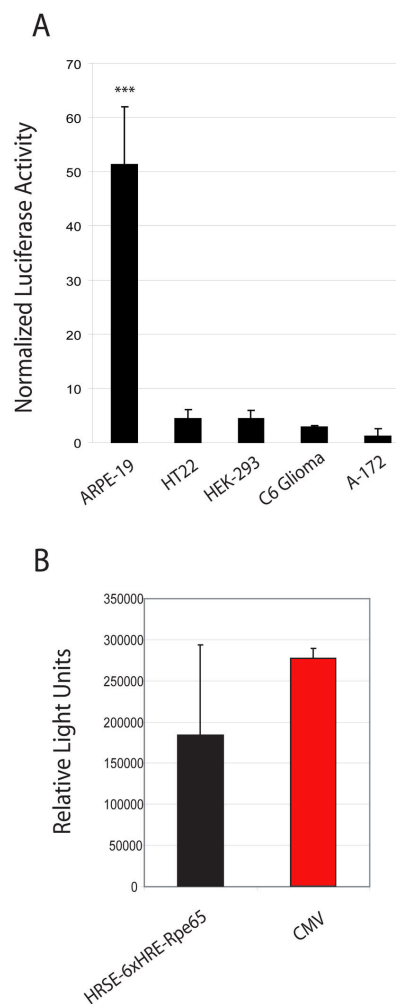 A
Normalized Luciferase Activity
70
60
50
40
30
20
10
0
***
ARPE-19
HT22
HEK-293
C6 Glioma
A-172
B
Relative Light Units
350000
300000
250000
200000
150000
100000
50000
0
HRSE-6xHRE-Rpe65
CMV